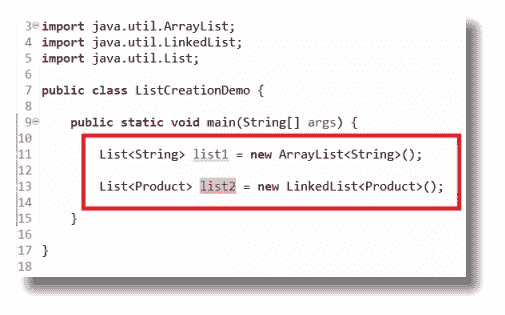 3 import java.util.ArrayList;
4 import java.util.LinkedList;
5 import java.util.List;
6
7 public class ListCreationDemo {
8
9     public static void main(String[] args) {
10
11         List<String> list1 = new ArrayList<String>();
12
13         List<Product> list2 = new LinkedList<Product>();
14
15     }
16
17 }
18